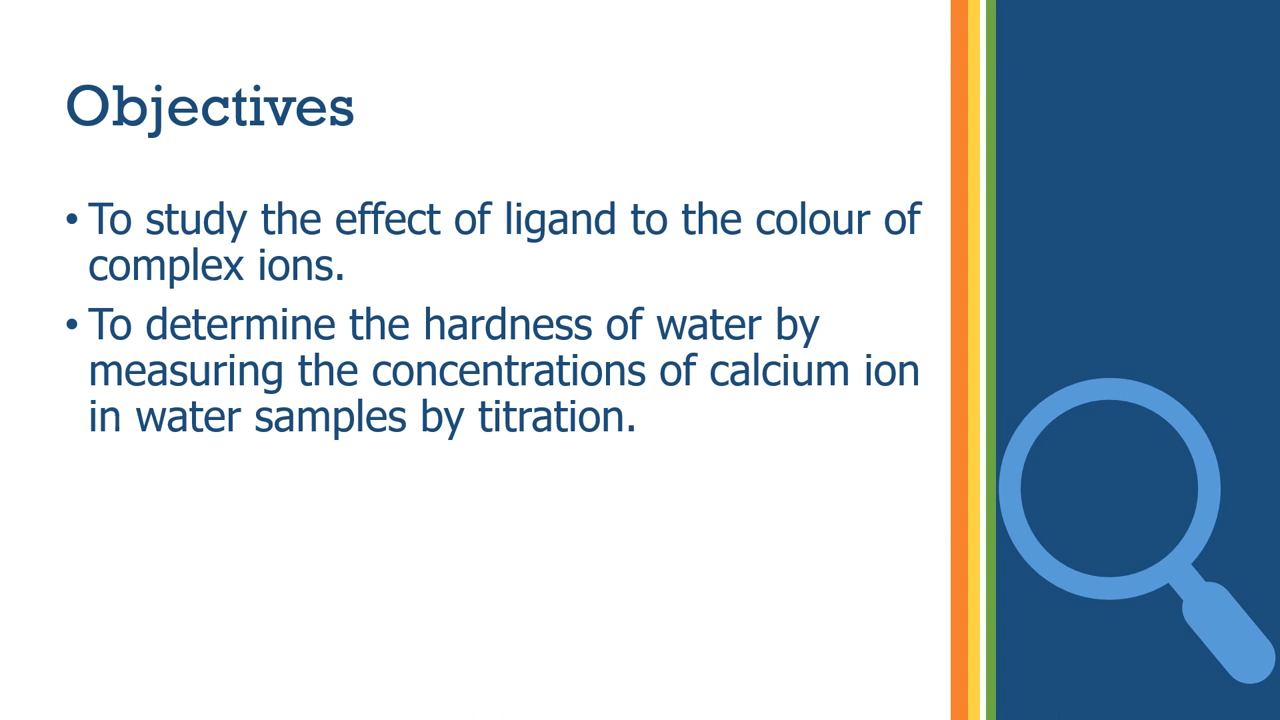 Objectives
• To study the effect of ligand to the colour of
complex ions.
• To determine the hardness of water by
measuring the concentrations of calcium ion
in water samples by titration.